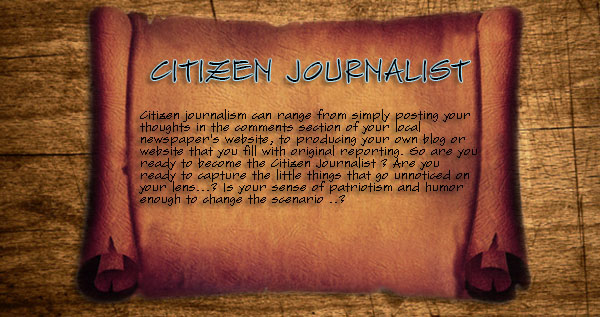 CITIZEN JOURNALIST
Citizen journalism can range from simply posting your
thoughts in the comments section of your local
newspaper's website, to producing your own blog or
website that you fill with original reporting. So are you
ready to become the Citizen Journalist ? Are you
ready to capture the little things that go unnoticed on
your lens...? Is your sense of patriotism and humor
enough to change the scenario ..?